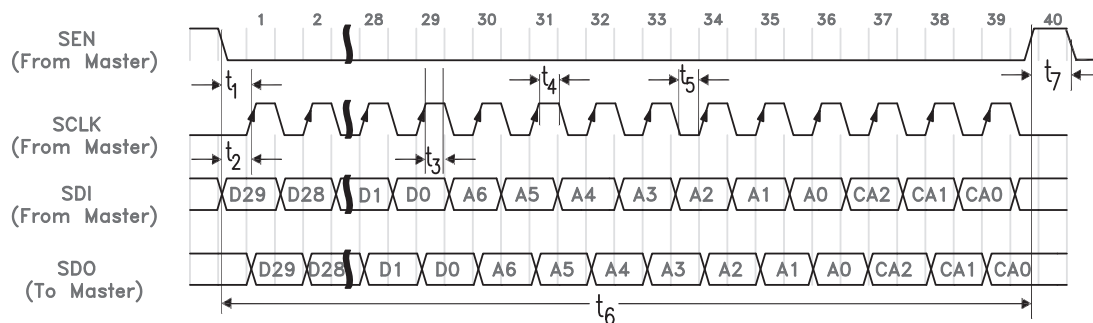 1 2 28 29 30 31 32 33 34 35 36 37 38 39 40
SEN
(From Master)
t1 t4 t5 t7
SCLK
(From Master)
t2 t3
SDI
(From Master)
D29 D28 D1 D0 A6 A5 A4 A3 A2 A1 A0 CA2 CA1 CA0
SDO
(To Master)
D29 D28 D1 D0 A6 A5 A4 A3 A2 A1 A0 CA2 CA1 CA0
t6